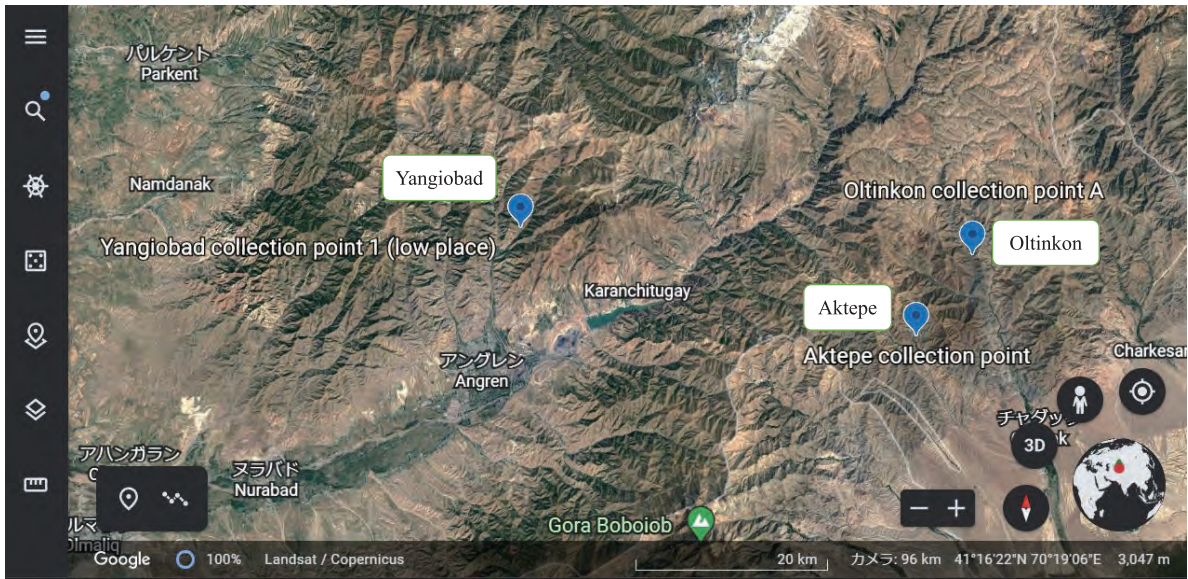 パルケント
Parkent
Yangiobad
Namdanak
Oltinkon collection point A
Yangiobad collection point 1 (low place)
Oltinkon
Karanchitugay
Aktepe
アングレン
Angren
Aktepe collection point
Charkesar
チャダッ
3D
アハンガラン
ヌラバド
Nurabad
Gora Boboiob
Google
100%
Landsat / Copernicus
20 km
カメラ: 96 km
41°16'22"N 70°19'06"E
3,047 m